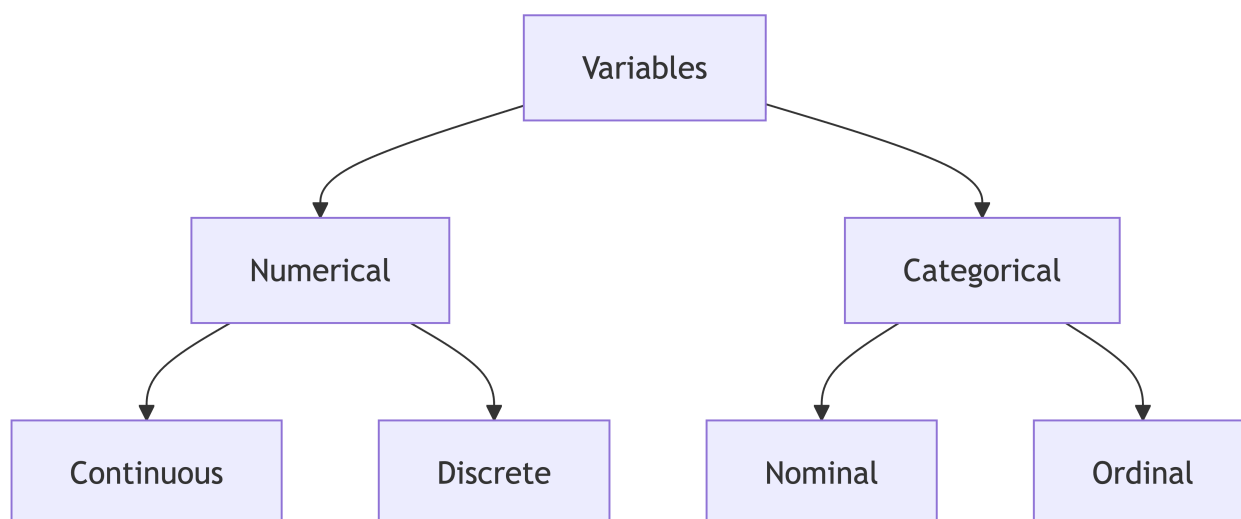 Variables
Numerical
Categorical
Continuous
Discrete
Nominal
Ordinal